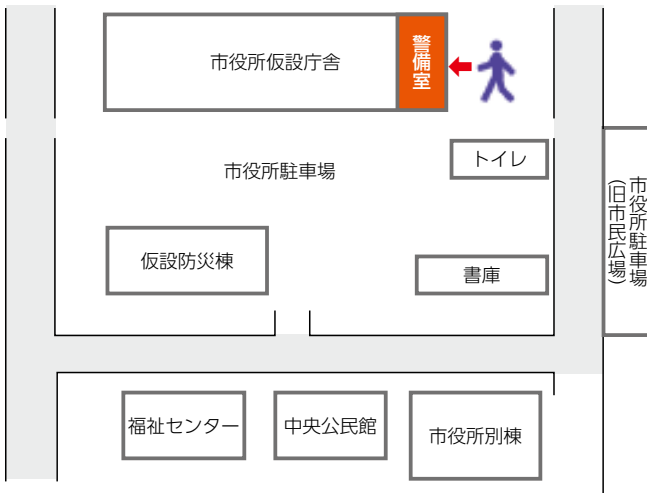 市役所仮設庁舎
警備室
市役所駐車場
トイレ
市役所駐車場
(旧市民広場)
仮設防災棟
書庫
福祉センター
中央公民館
市役所別棟